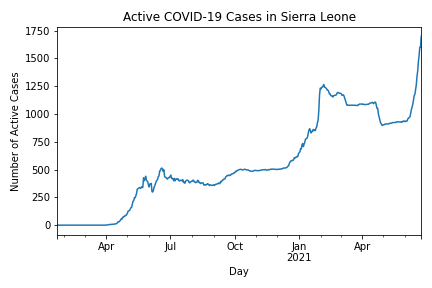 Active COVID-19 Cases in Sierra Leone
1750
1500
1250
1000
750
500
250
0
Number of Active Cases
Apr
Jul
Oct
Jan
2021
Apr
Day